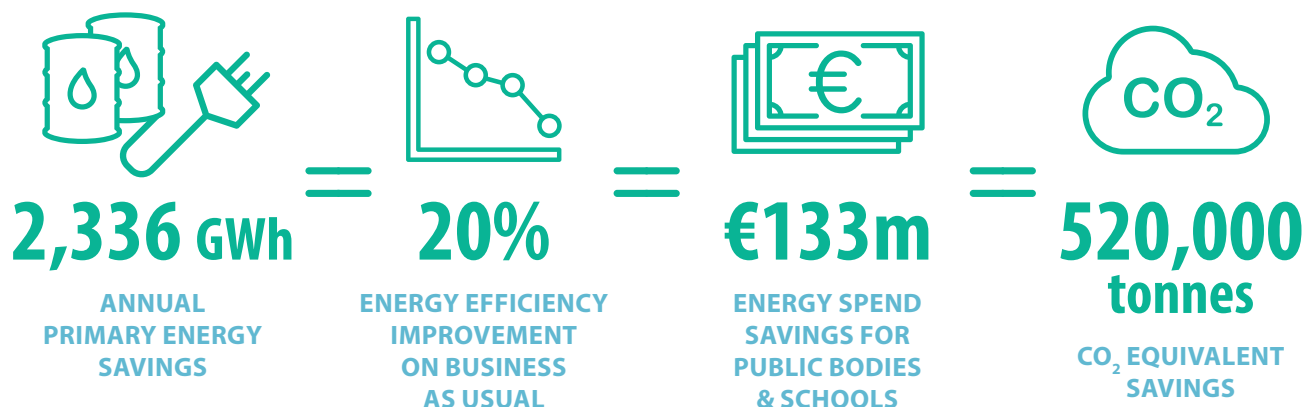 €
CO₂
=
=
=
2,336 GWh
20%
€133m
520,000
tonnes
ANNUAL
PRIMARY ENERGY
SAVINGS
ENERGY EFFICIENCY
IMPROVEMENT
ON BUSINESS
AS USUAL
ENERGY SPEND
SAVINGS FOR
PUBLIC BODIES
& SCHOOLS
CO₂ EQUIVALENT
SAVINGS